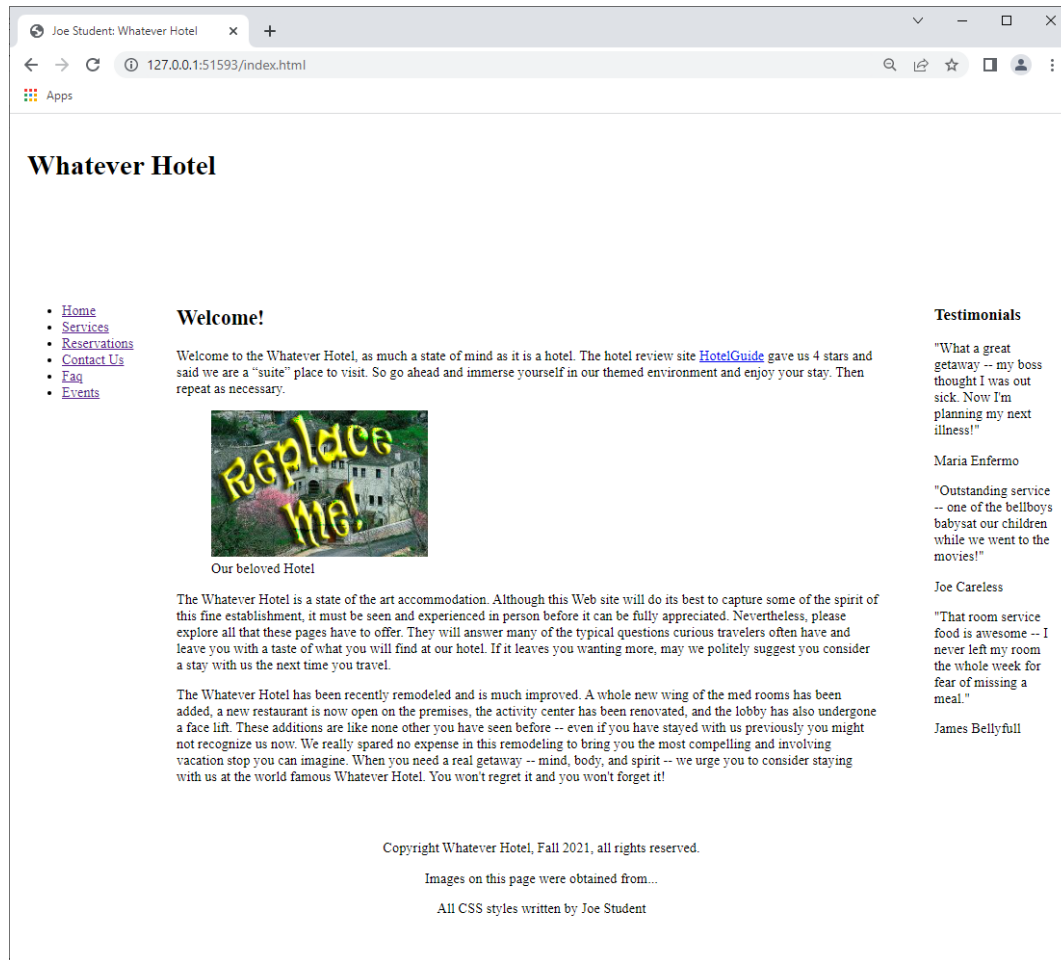 Joe Student: Whatever Hotel
127.0.0.1:51593/index.html
Apps
Whatever Hotel
Home
Services
Reservations
Contact Us
Faq
Events
Welcome!
Welcome to the Whatever Hotel, as much a state of mind as it is a hotel. The hotel review site HotelGuide gave us 4 stars and
said we are a “suite” place to visit. So go ahead and immerse yourself in our themed environment and enjoy your stay. Then
repeat as necessary.
Replace
Me!
Our beloved Hotel
The Whatever Hotel is a state of the art accommodation. Although this Web site will do its best to capture some of the spirit of
this fine establishment, it must be seen and experienced in person before it can be fully appreciated. Nevertheless, please
explore all that these pages have to offer. They will answer many of the typical questions curious travelers often have and
leave you with a taste of what you will find at our hotel. If it leaves you wanting more, may we politely suggest you consider
a stay with us the next time you travel.
The Whatever Hotel has been recently remodeled and is much improved. A whole new wing of the med rooms has been
added, a new restaurant is now open on the premises, the activity center has been renovated, and the lobby has also undergone
a face lift. These additions are like none other you have seen before -- even if you have stayed with us previously you might
not recognize us now. We really spared no expense in this remodeling to bring you the most compelling and involving
vacation stop you can imagine. When you need a real getaway -- mind, body, and spirit -- we urge you to consider staying
with us at the world famous Whatever Hotel. You won't regret it and you won't forget it!
Testimonials
"What a great
getaway -- my boss
thought I was out
sick. Now I'm
planning my next
illness!"
Maria Enfermo
"Outstanding service
-- one of the bellboys
babysat our children
while we went to the
movies!"
Joe Careless
"That room service
food is awesome -- I
never left my room
the whole week for
fear of missing a
meal."
James Bellyfull
Copyright Whatever Hotel, Fall 2021, all rights reserved.
Images on this page were obtained from...
All CSS styles written by Joe Student